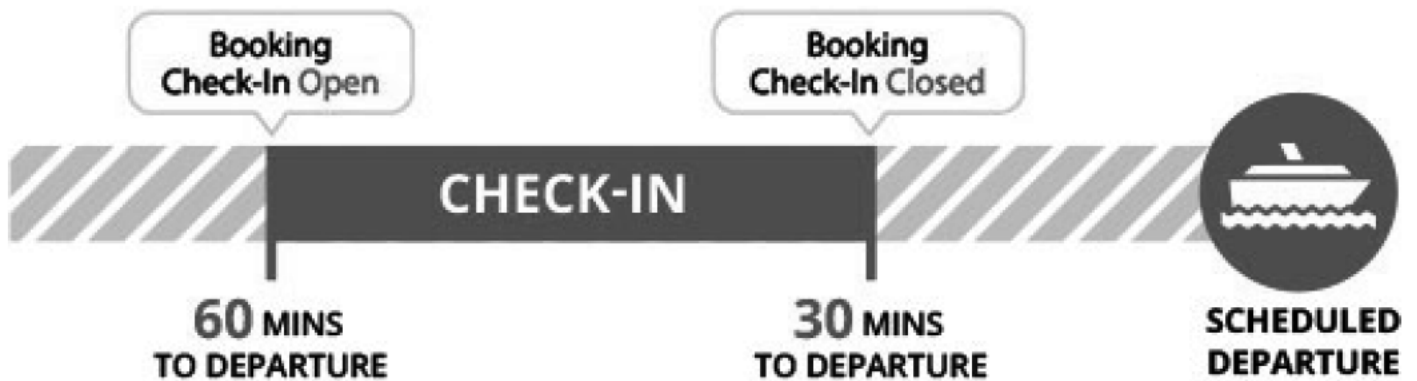 Booking
Check-In Open
Booking
Check-In Closed
CHECK-IN
60 MINS
TO DEPARTURE
30 MINS
TO DEPARTURE
SCHEDULED
DEPARTURE